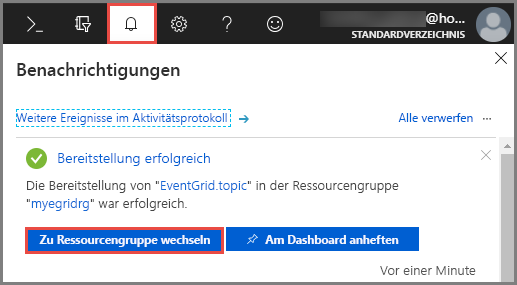 @ho...
STANDARDVERZEICHNIS
Benachrichtigungen
Weitere Ereignisse im Aktivitätsprotokoll → Alle verwerfen ...
Bereitstellung erfolgreich
Die Bereitstellung von "EventGrid.topic" in der Ressourcengruppe
"myegridrg" war erfolgreich.
Zu Ressourcengruppe wechseln Am Dashboard anheften
Vor einer Minute